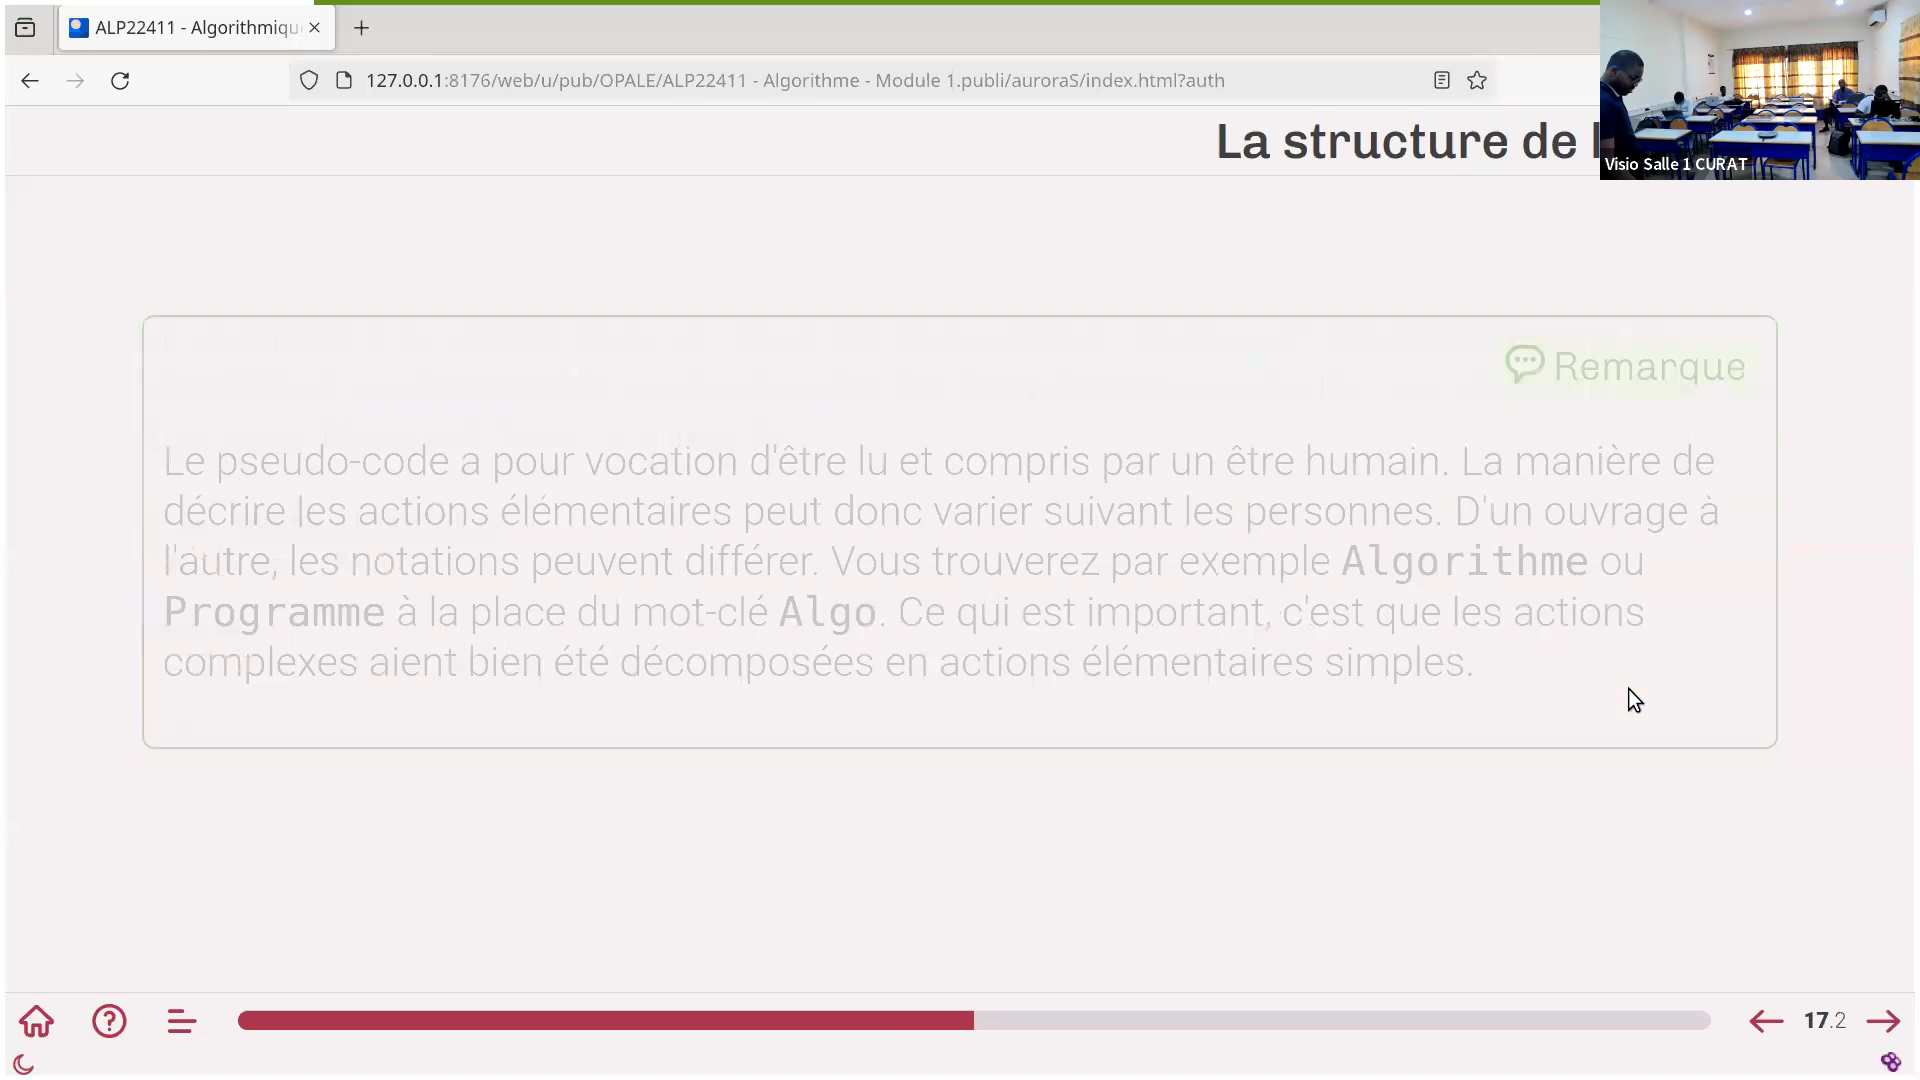 ALP22411 - Algorithmiqu
127.0.0.1:8176/web/u/pub/OPALE/ALP22411 - Algorithme - Module 1.publi/auroraS/index.html?auth
La structure de
Visio Salle 1 CURAT
Remarque
Le pseudo-code a pour vocation d'être lu et compris par un être humain. La manière de
décrire les actions élémentaires peut donc varier suivant les personnes. D'un ouvrage à
l'autre, les notations peuvent différer. Vous trouverez par exemple Algorithme ou
Programme à la place du mot-clé Algo. Ce qui est important, c'est que les actions
complexes aient bien été décomposées en actions élémentaires simples.
17.2